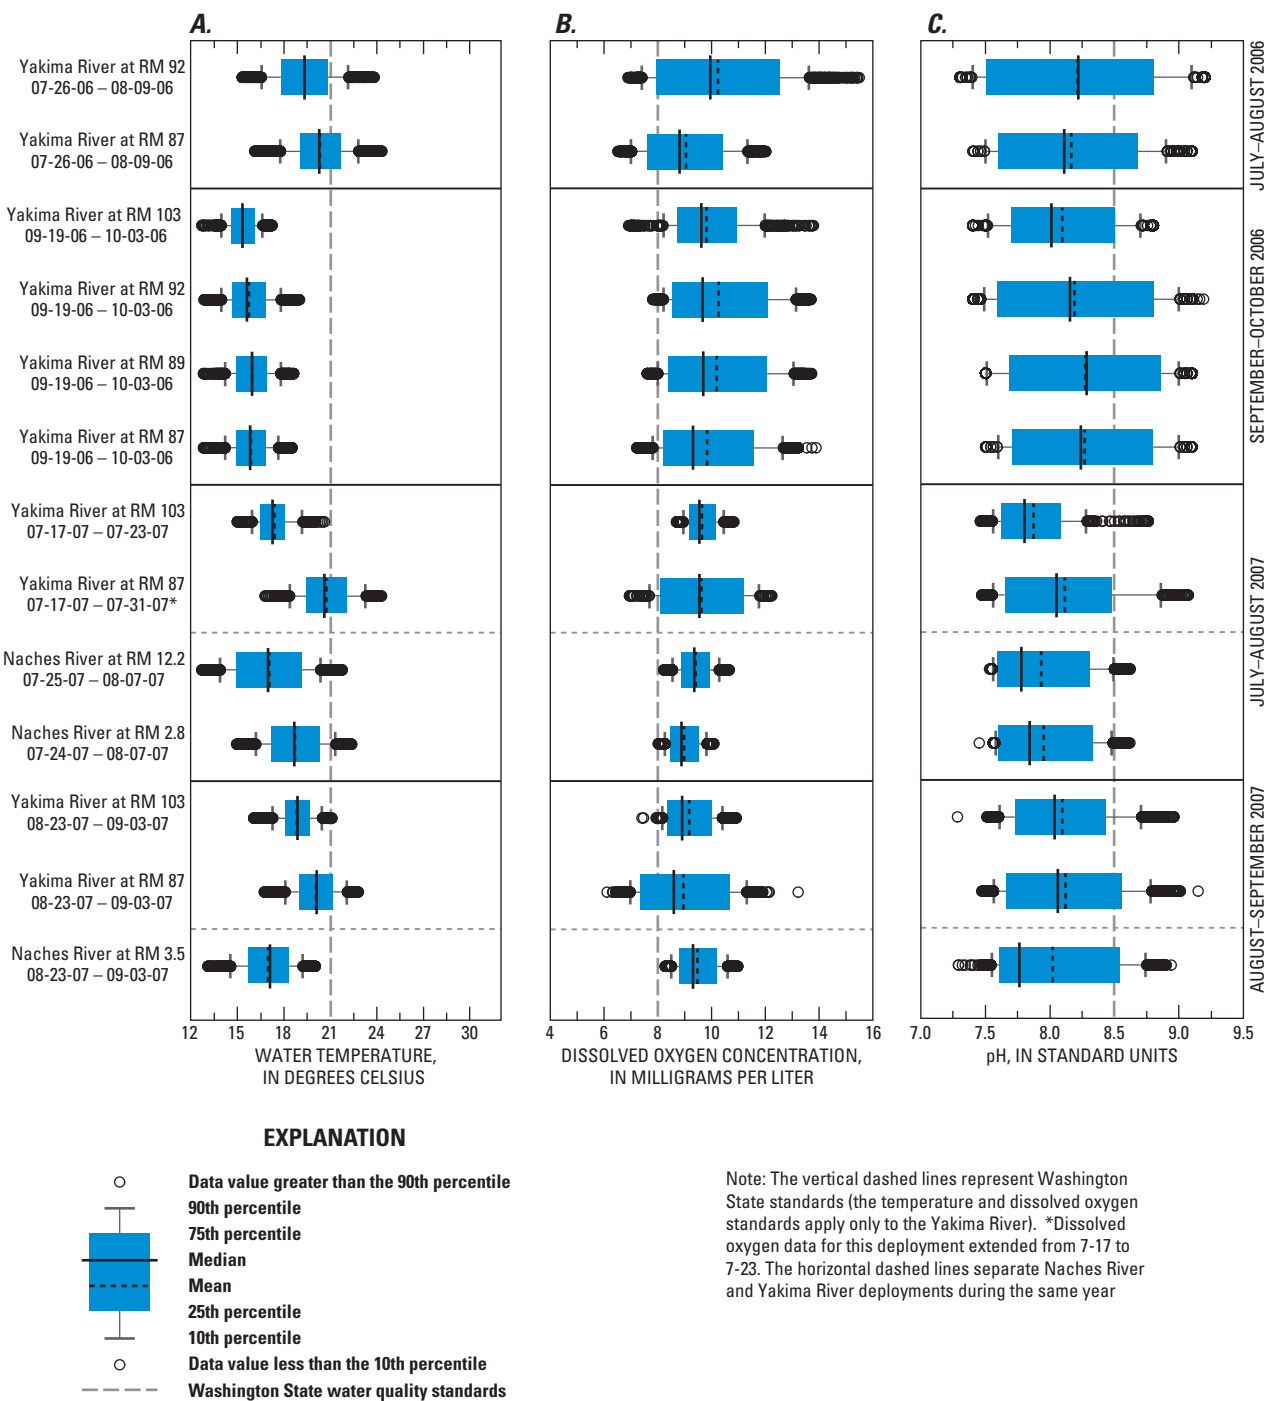 A.
B.
C.
Yakima River at RM 92
07-26-06 – 08-09-06
Yakima River at RM 87
07-26-06 – 08-09-06
JULY–AUGUST 2006
Yakima River at RM 103
09-19-06 – 10-03-06
Yakima River at RM 92
09-19-06 – 10-03-06
Yakima River at RM 89
09-19-06 – 10-03-06
Yakima River at RM 87
09-19-06 – 10-03-06
SEPTEMBER–OCTOBER 2006
Yakima River at RM 103
07-17-07 – 07-23-07
Yakima River at RM 87
07-17-07 – 07-31-07*
Naches River at RM 12.2
07-25-07 – 08-07-07
Naches River at RM 2.8
07-24-07 – 08-07-07
JULY–AUGUST 2007
Yakima River at RM 103
08-23-07 – 09-03-07
Yakima River at RM 87
08-23-07 – 09-03-07
Naches River at RM 3.5
08-23-07 – 09-03-07
AUGUST–SEPTEMBER 2007
12 15 18 21 24 27 30
WATER TEMPERATURE,
IN DEGREES CELSIUS
4 6 8 10 12 14 16
DISSOLVED OXYGEN CONCENTRATION,
IN MILLIGRAMS PER LITER
7.0 7.5 8.0 8.5 9.0 9.5
pH, IN STANDARD UNITS
EXPLANATION
Data value greater than the 90th percentile
90th percentile
75th percentile
Median
Mean
25th percentile
10th percentile
Data value less than the 10th percentile
Washington State water quality standards
Note: The vertical dashed lines represent Washington
State standards (the temperature and dissolved oxygen
standards apply only to the Yakima River). *Dissolved
oxygen data for this deployment extended from 7-17 to
7-23. The horizontal dashed lines separate Naches River
and Yakima River deployments during the same year